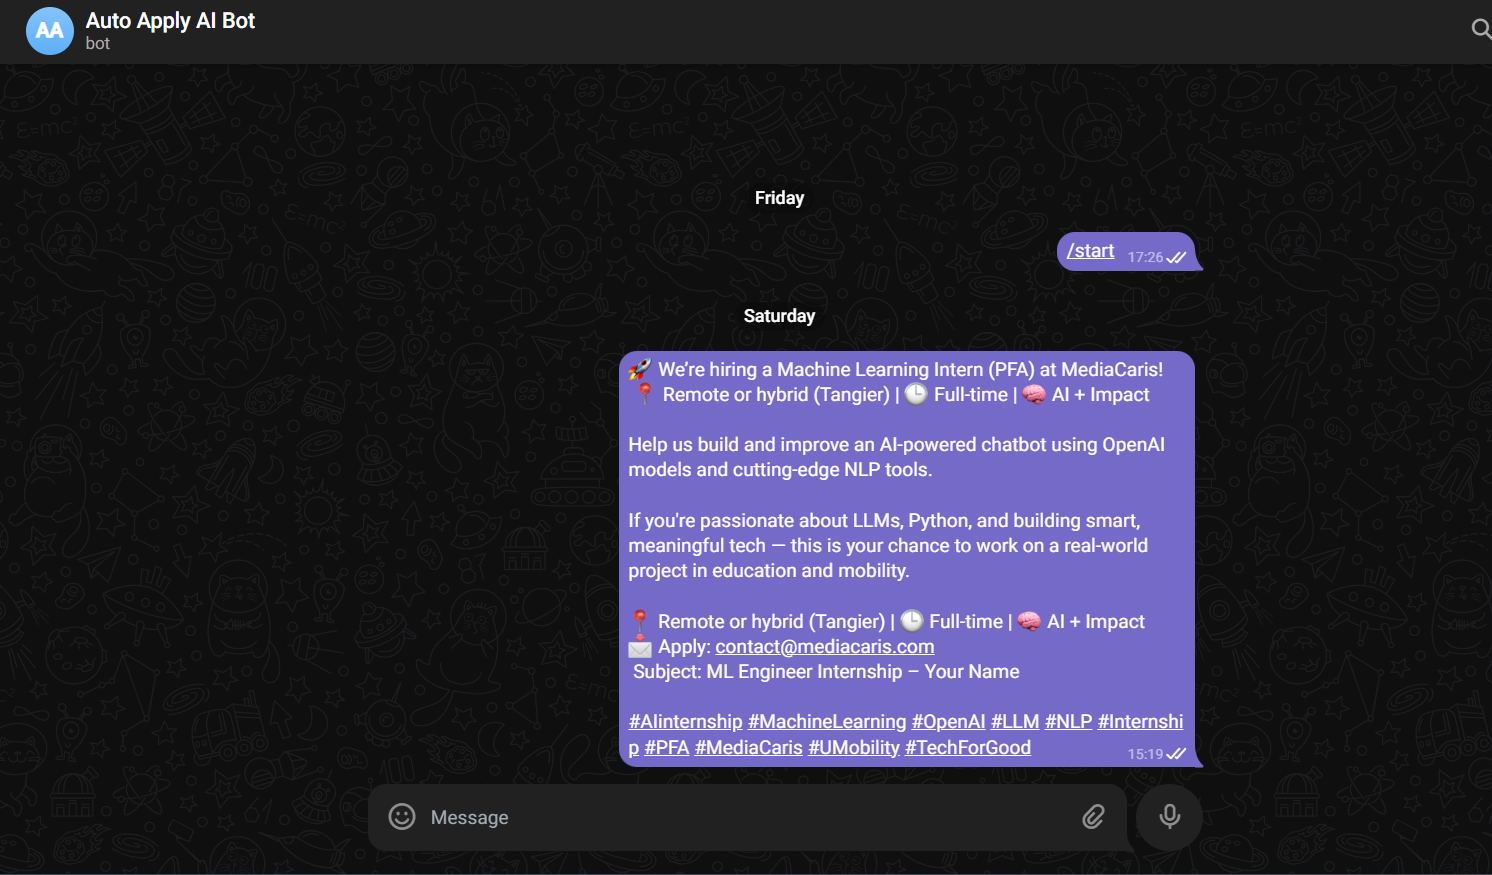 AA
Auto Apply AI Bot
bot
Friday
/start 17:26
Saturday
🚀 We’re hiring a Machine Learning Intern (PFA) at MediaCaris!
📍 Remote or hybrid (Tangier) | 🕒 Full-time | 🧠 AI + Impact
Help us build and improve an AI-powered chatbot using OpenAI
models and cutting-edge NLP tools.
If you're passionate about LLMs, Python, and building smart,
meaningful tech — this is your chance to work on a real-world
project in education and mobility.
📍 Remote or hybrid (Tangier) | 🕒 Full-time | 🧠 AI + Impact
📩 Apply: contact@mediacaris.com
Subject: ML Engineer Internship – Your Name
#AIinternship #MachineLearning #OpenAI #LLM #NLP #Internshi
p #PFA #MediaCaris #UMobility #TechForGood 15:19
Message